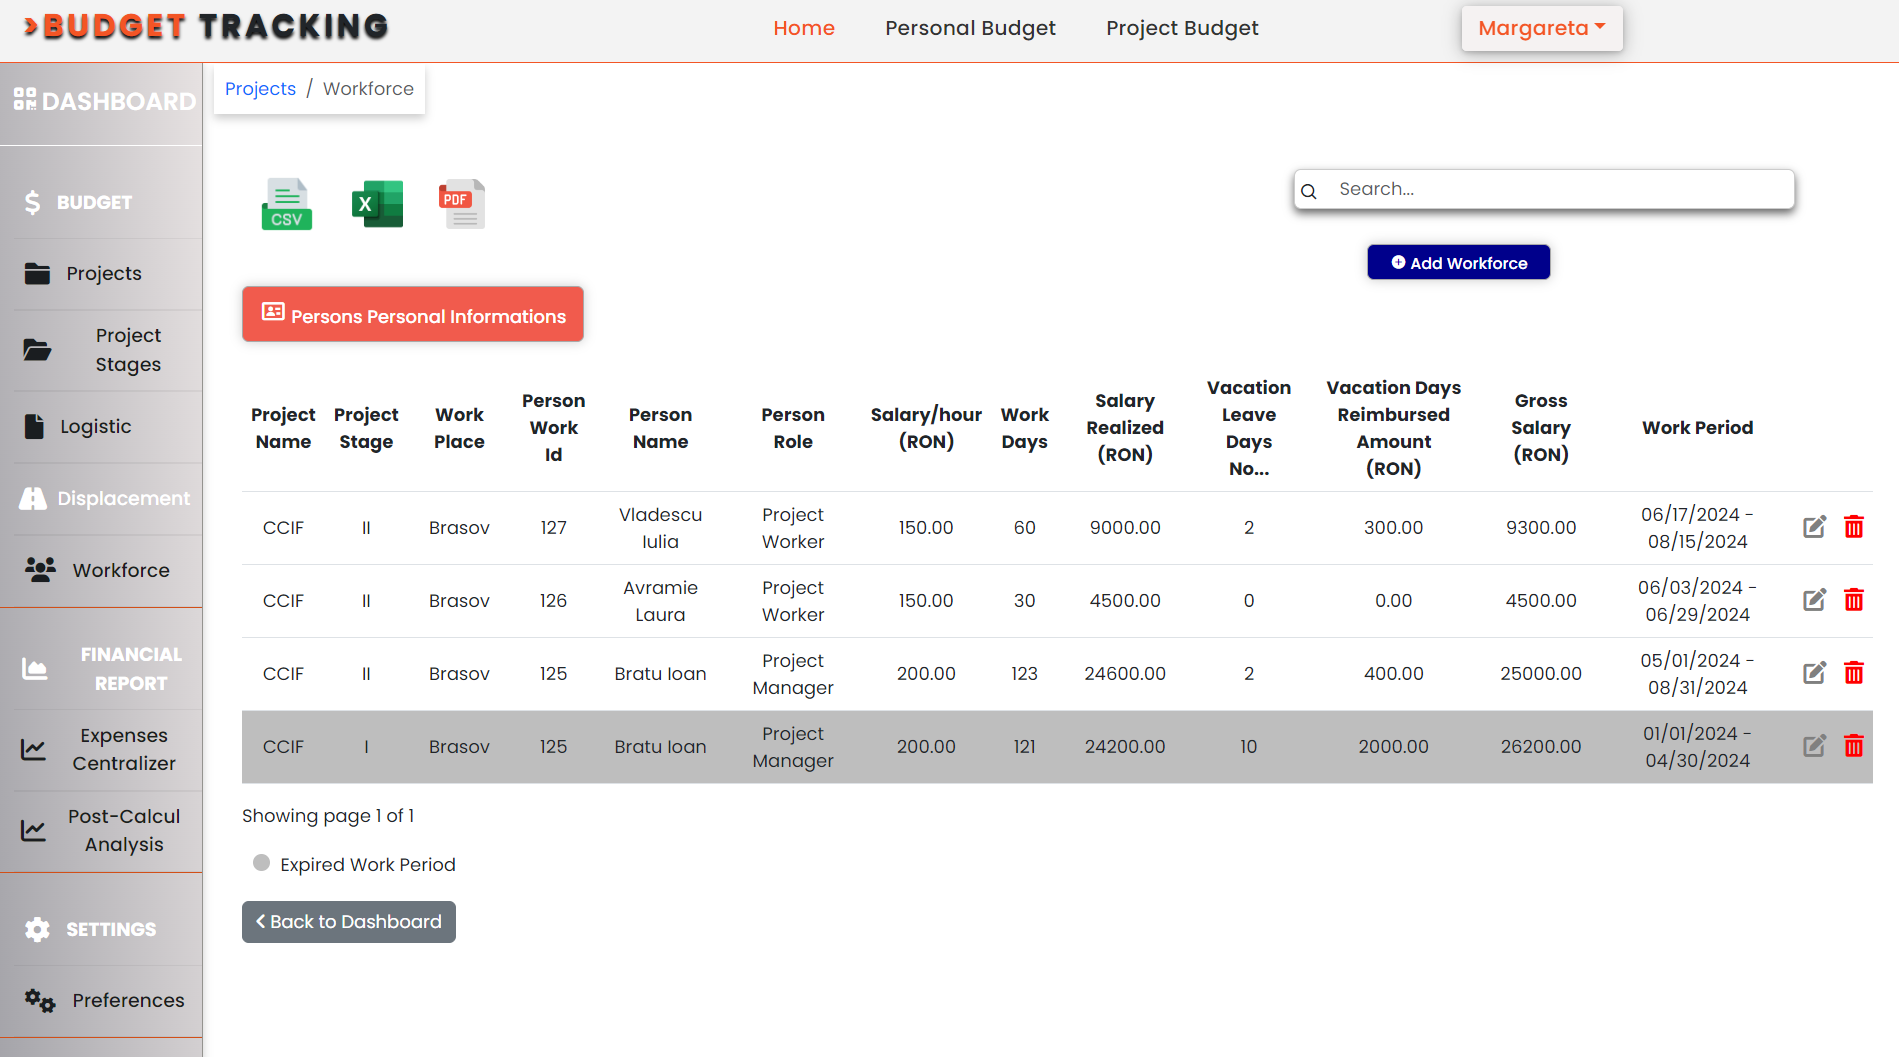 ›BUDGET TRACKING
Home
Personal Budget
Project Budget
Margareta
DASHBOARD
Projects / Workforce
$ BUDGET
Projects
Project
Stages
Logistic
Displacement
Workforce
FINANCIAL
REPORT
Expenses
Centralizer
Post-Calcul
Analysis
SETTINGS
Preferences
CSV
X
PDF
Search...
Add Workforce
Persons Personal Informations
Project
Name
Project
Stage
Work
Place
Person
Work
Id
Person
Name
Person
Role
Salary/hour
(RON)
Work
Days
Salary
Realized
(RON)
Vacation
Leave
Days
No...
Vacation Days
Reimbursed
Amount
(RON)
Gross
Salary
(RON)
Work Period
CCIF
II
Brasov
127
Vladescu
Iulia
Project
Worker
150.00
60
9000.00
2
300.00
9300.00
06/17/2024 -
08/15/2024
CCIF
II
Brasov
126
Avramie
Laura
Project
Worker
150.00
30
4500.00
0
0.00
4500.00
06/03/2024 -
06/29/2024
CCIF
II
Brasov
125
Bratu Ioan
Project
Manager
200.00
123
24600.00
2
400.00
25000.00
05/01/2024 -
08/31/2024
CCIF
I
Brasov
125
Bratu Ioan
Project
Manager
200.00
121
24200.00
10
2000.00
26200.00
01/01/2024 -
04/30/2024
Showing page 1 of 1
Expired Work Period
Back to Dashboard